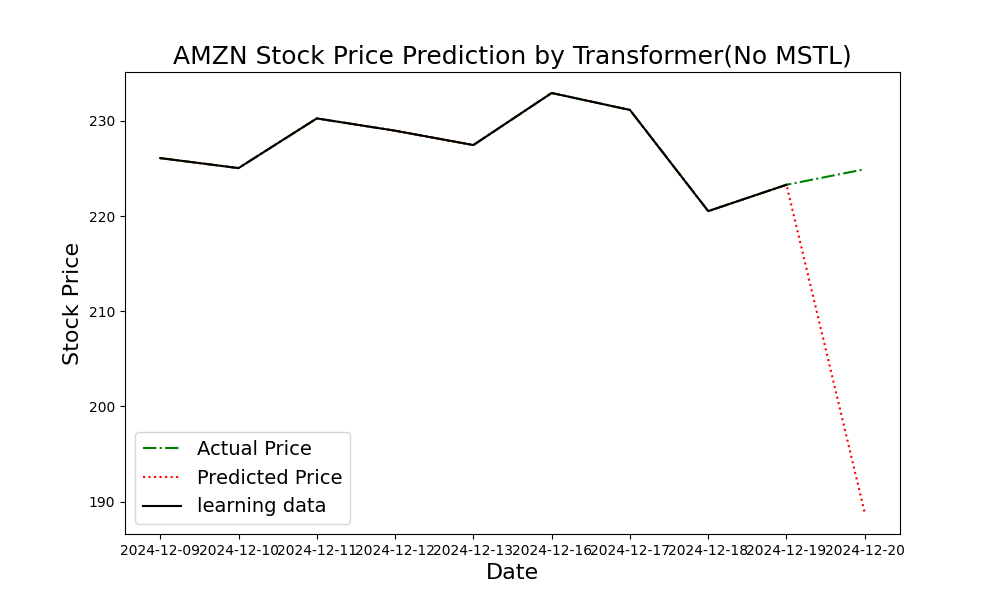 AMZN Stock Price Prediction by Transformer(No MSTL)
Stock Price
230
220
210
200
190
Actual Price
Predicted Price
learning data
2024-12-09 2024-12-10 2024-12-11 2024-12-12 2024-12-13 2024-12-16 2024-12-17 2024-12-18 2024-12-19 2024-12-20
Date